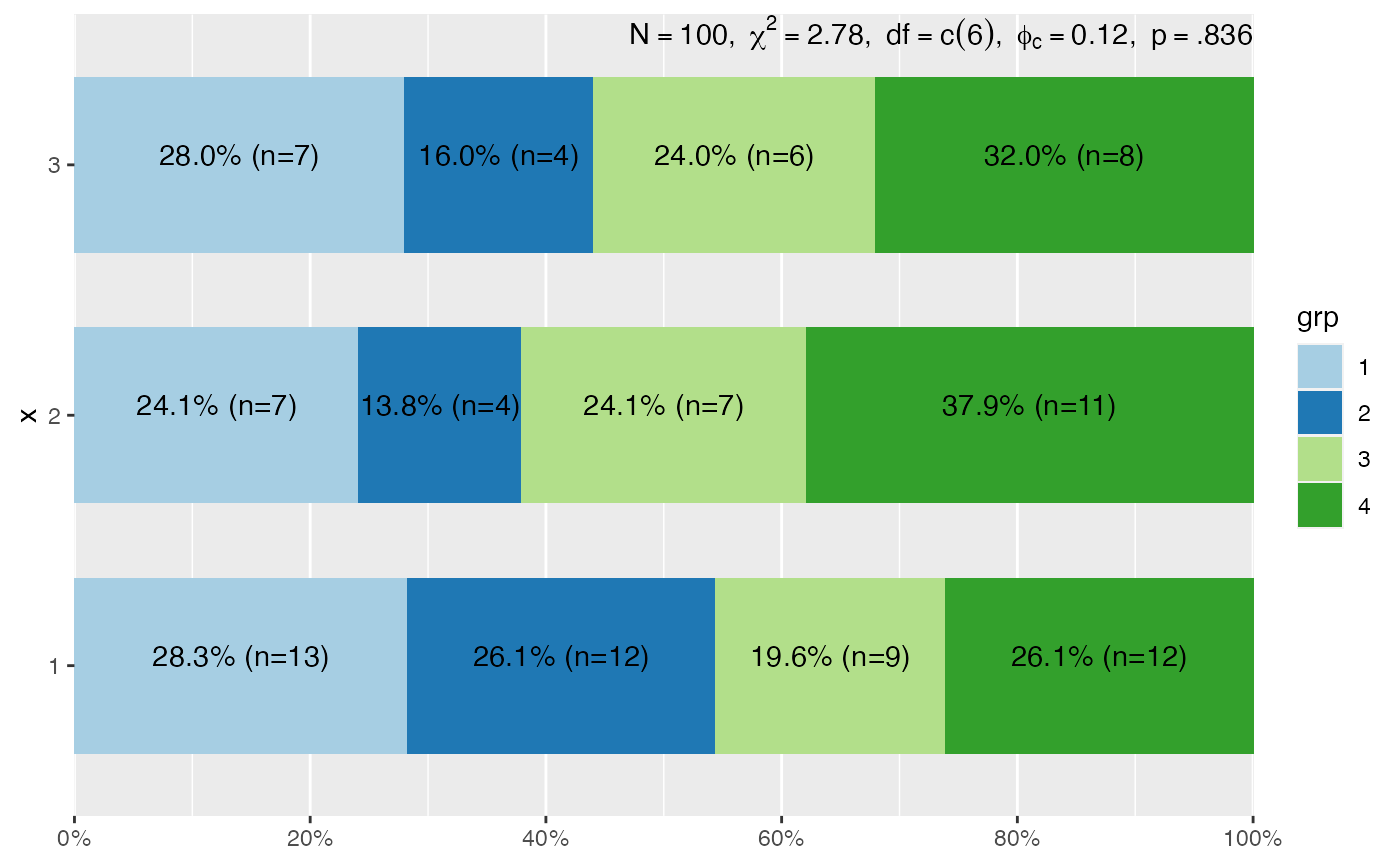 N = 100, χ² = 2.78, df = c(6), ϕc = 0.12, p = .836
3
28.0% (n=7) 16.0% (n=4) 24.0% (n=6) 32.0% (n=8)
x
2
24.1% (n=7) 13.8% (n=4) 24.1% (n=7) 37.9% (n=11)
1
28.3% (n=13) 26.1% (n=12) 19.6% (n=9) 26.1% (n=12)
0% 20% 40% 60% 80% 100%
grp
1
2
3
4